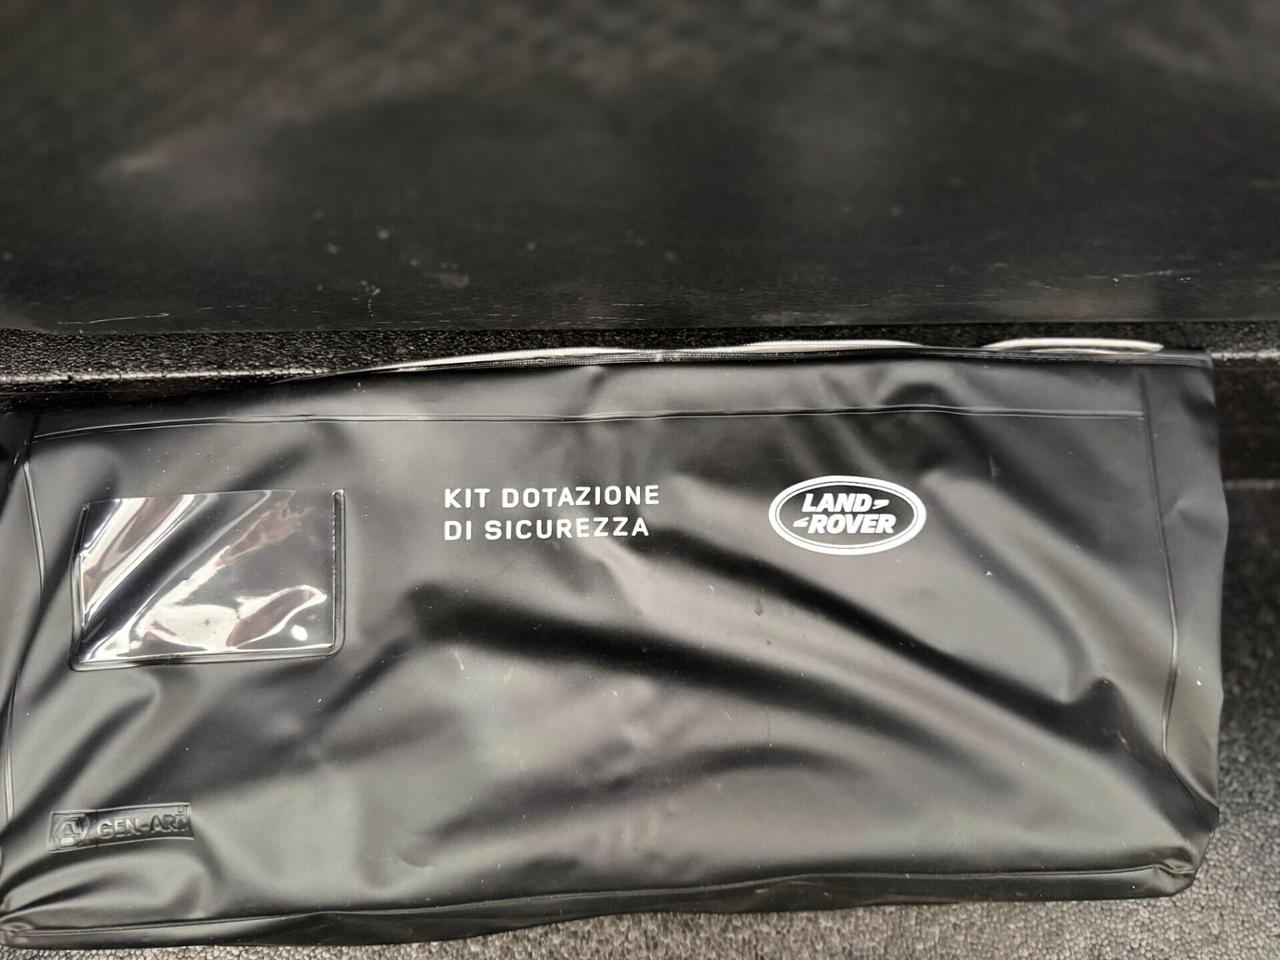 KIT DOTAZIONE
DI SICUREZZA
LAND
ROVER
GEN-ART